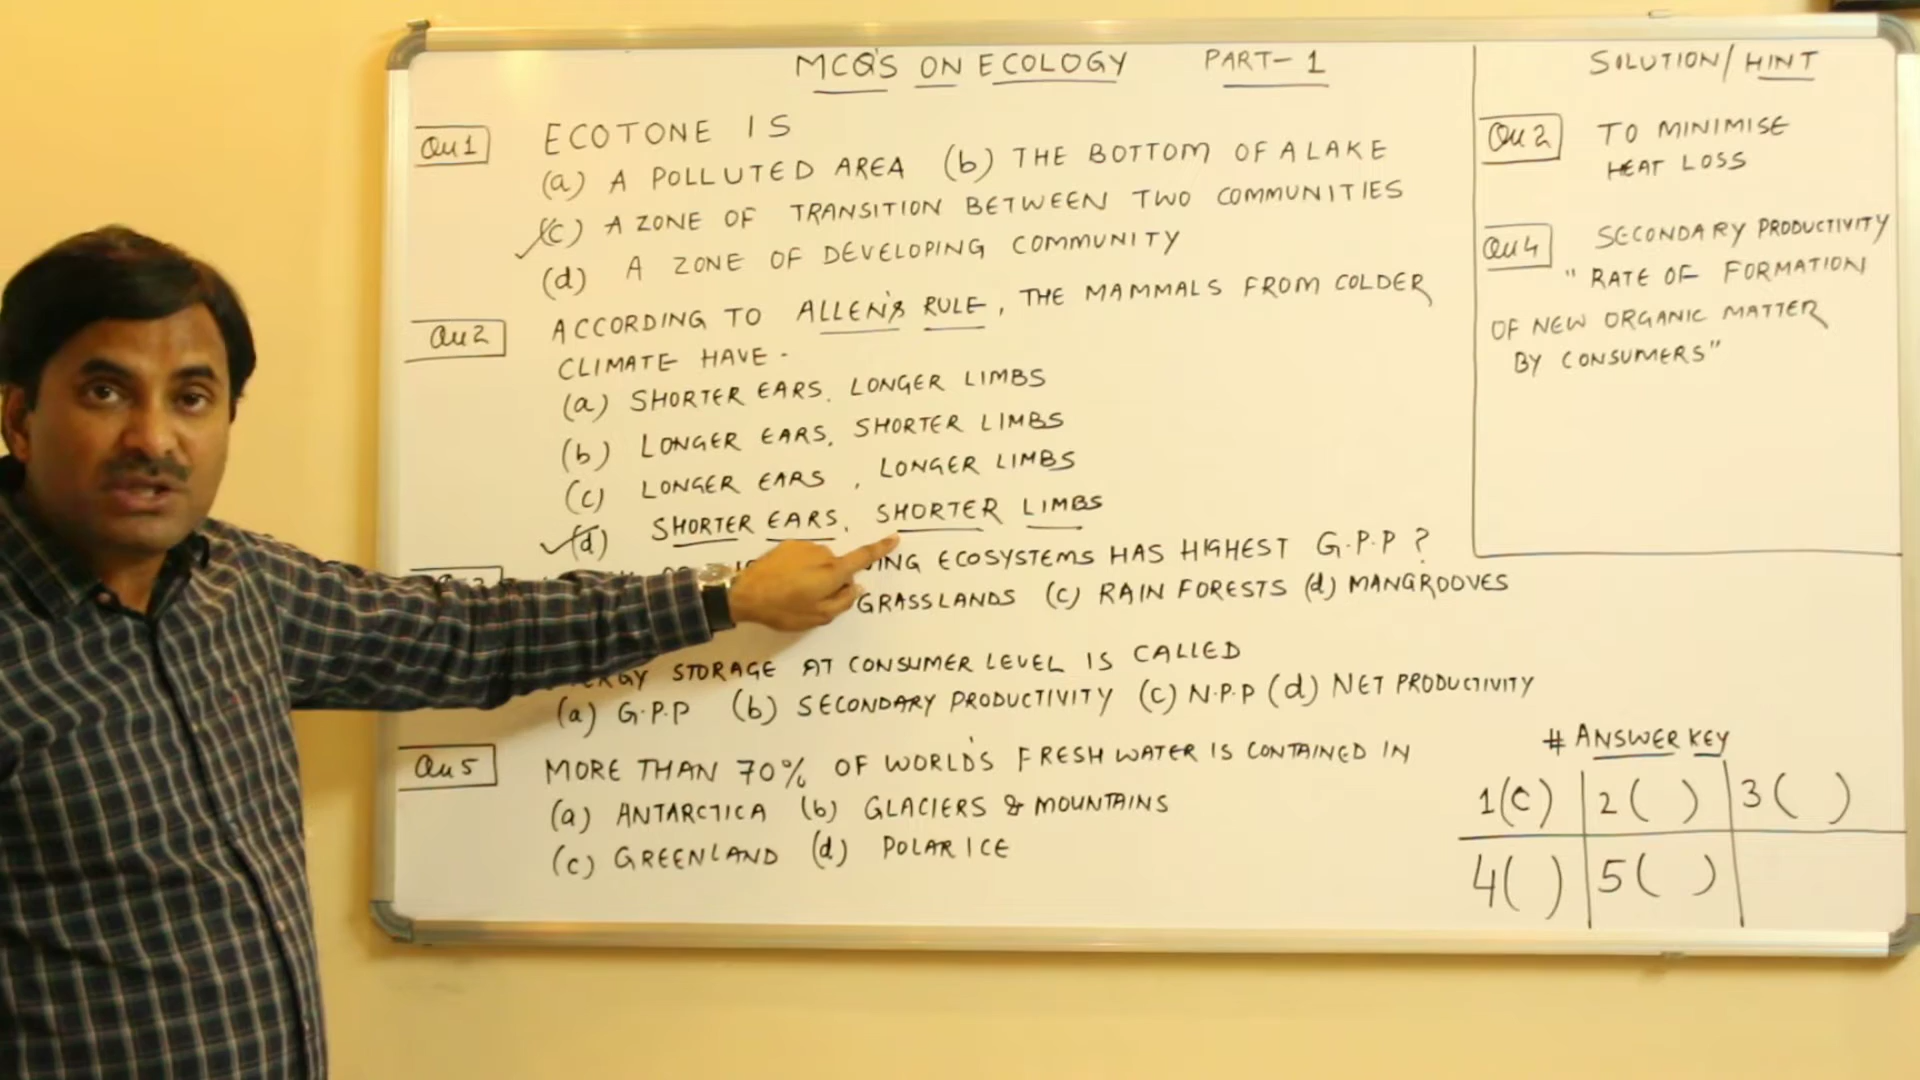 MCQ'S ON ECOLOGY PART-1
Qu1 ECOTONE IS
(a) A POLLUTED AREA (b) THE BOTTOM OF A LAKE
(c) A ZONE OF TRANSITION BETWEEN TWO COMMUNITIES
(d) A ZONE OF DEVELOPING COMMUNITY
Qu2 ACCORDING TO ALLEN'S RULE, THE MAMMALS FROM COLDER
CLIMATE HAVE -
(a) SHORTER EARS, LONGER LIMBS
(b) LONGER EARS, SHORTER LIMBS
(c) LONGER EARS, LONGER LIMBS
(d) SHORTER EARS, SHORTER LIMBS
ECOSYSTEMS HAS HIGHEST G.P.P ?
GRASSLANDS (c) RAIN FORESTS (d) MANGROOVES
STORAGE AT CONSUMER LEVEL IS CALLED
(a) G.P.P (b) SECONDARY PRODUCTIVITY (c) N.P.P (d) NET PRODUCTIVITY
Qu5 MORE THAN 70% OF WORLD'S FRESH WATER IS CONTAINED IN
(a) ANTARCTICA (b) GLACIERS & MOUNTAINS
(c) GREENLAND (d) POLAR ICE
SOLUTION/HINT
Qu2 TO MINIMISE
HEAT LOSS
Qu4 SECONDARY PRODUCTIVITY
"RATE OF FORMATION
OF NEW ORGANIC MATTER
BY CONSUMERS"
# ANSWER KEY
1(C) 2( ) 3( )
4( ) 5( )